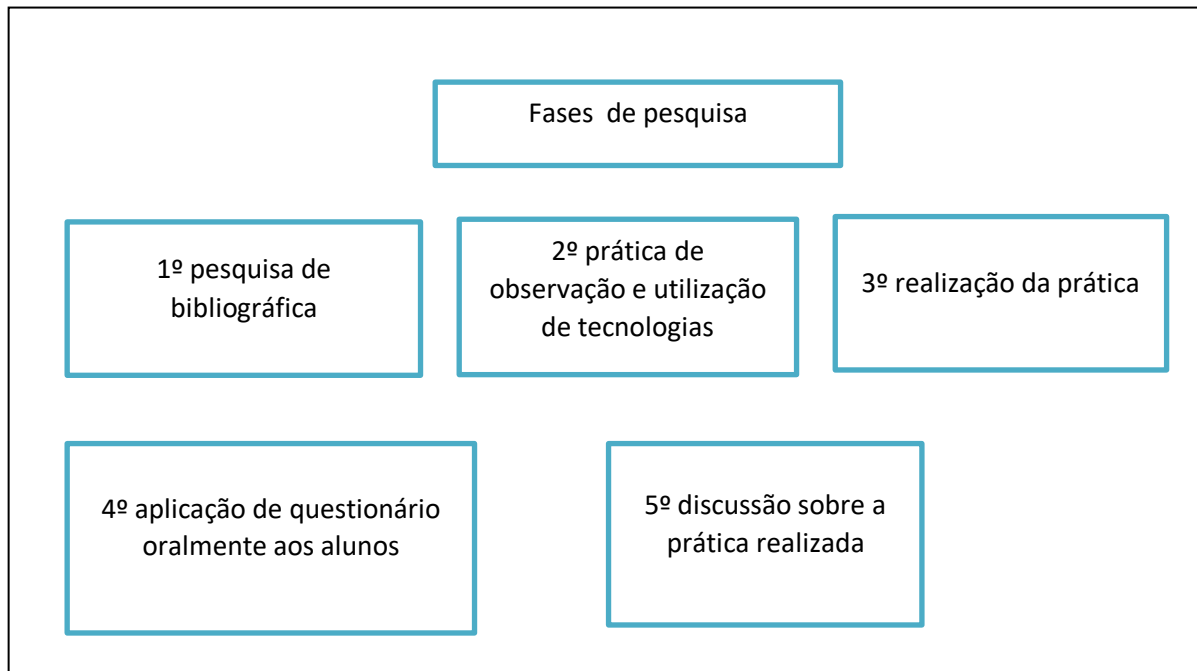 Fases de pesquisa
1º pesquisa de
bibliográfica
2º prática de
observação e utilização
de tecnologias
3º realização da prática
4º aplicação de questionário
oralmente aos alunos
5º discussão sobre a
prática realizada